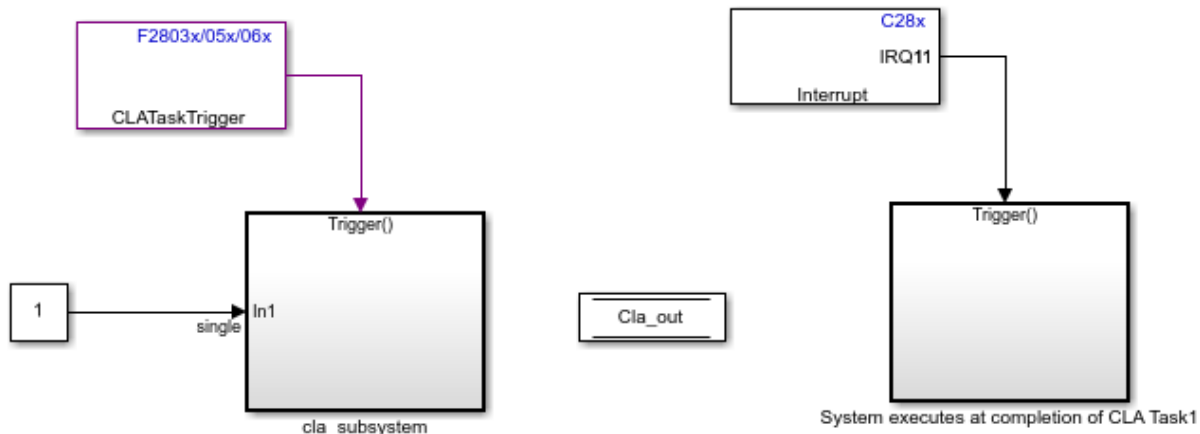 F2803x/05x/06x
CLATaskTrigger
C28x
IRQ11
Interrupt
Trigger()
Trigger()
1
single
In1
Cla_out
cla_subsystem
System executes at completion of CLA Task1